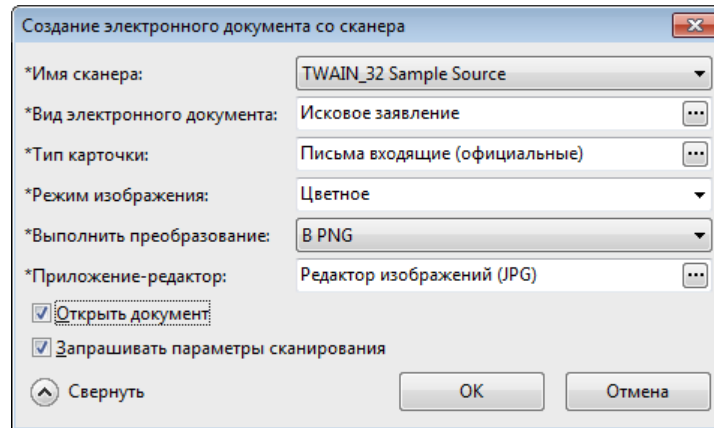 Создание электронного документа со сканера
*Имя сканера: TWAIN_32 Sample Source
*Вид электронного документа: Исковое заявление ...
*Тип карточки: Письма входящие (официальные) ...
*Режим изображения: Цветное
*Выполнить преобразование: В PNG
*Приложение-редактор: Редактор изображений (JPG) ...
Открыть документ
Запрашивать параметры сканирования
Свернуть ОК Отмена